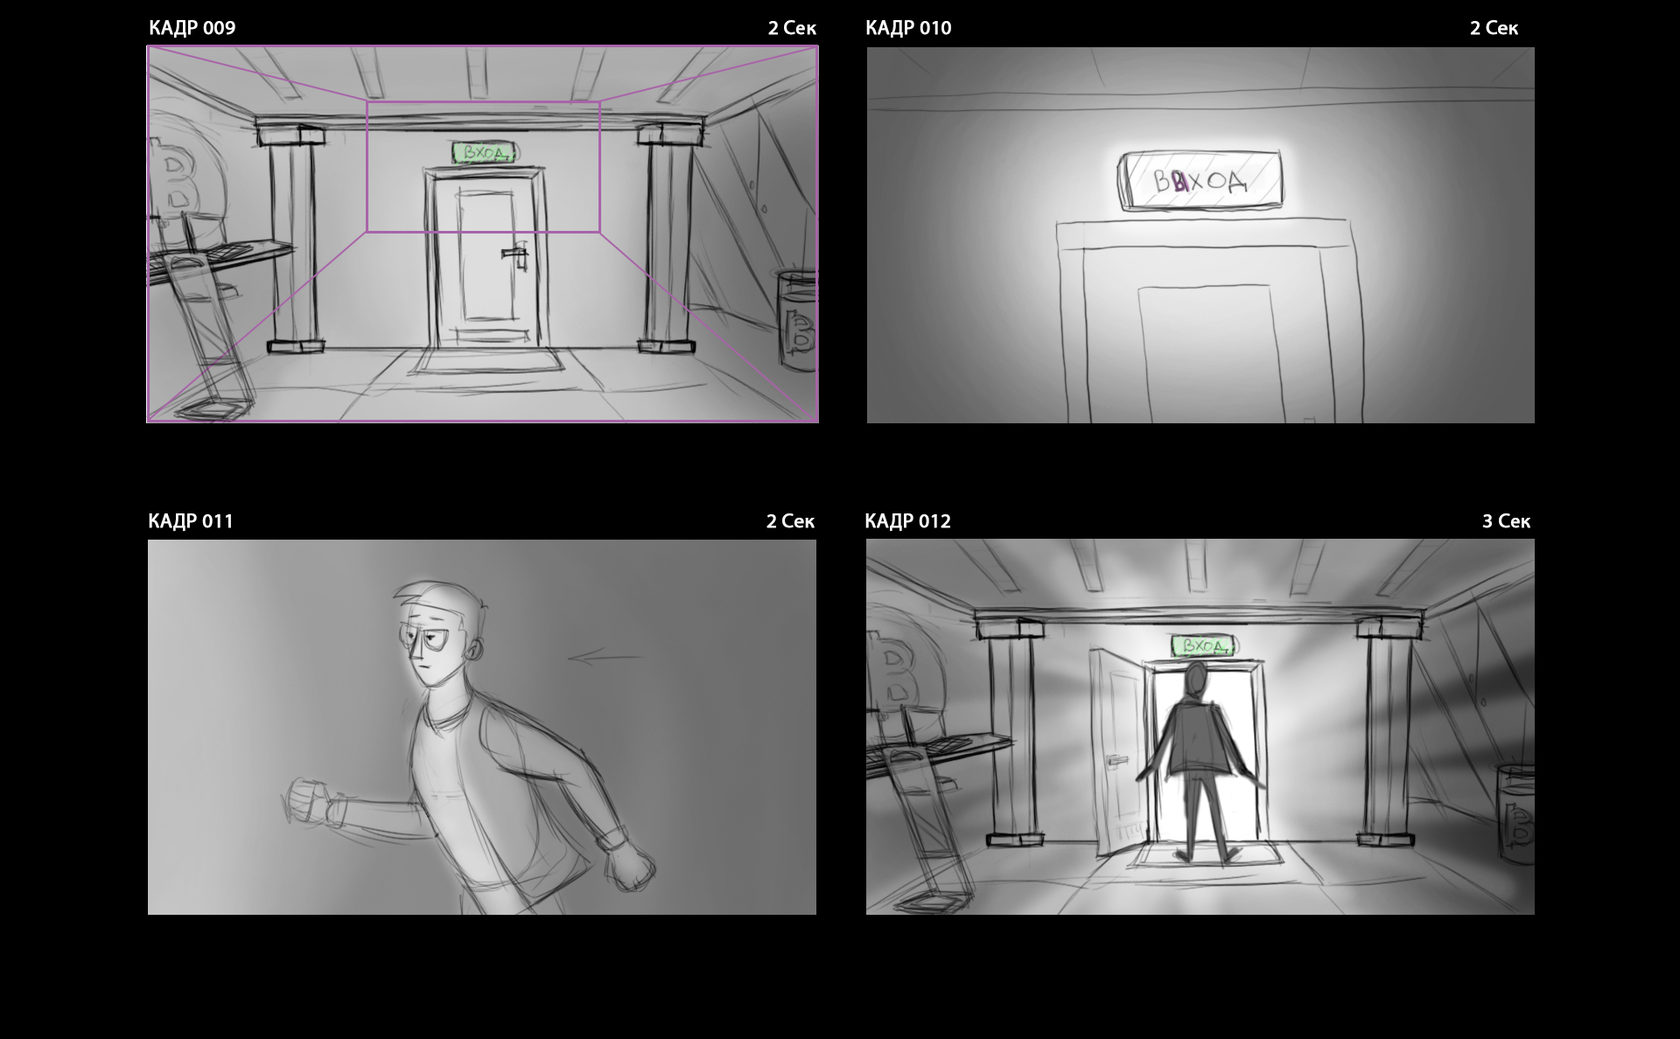 КАДР 009
2 Сек
ВХОД
КАДР 010
2 Сек
ВЫХОД
КАДР 011
2 Сек
КАДР 012
3 Сек
ВХОД